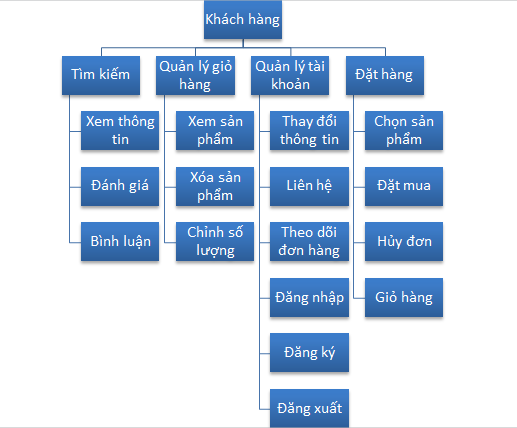 Khách hàng
Tìm kiếm
Quản lý giỏ
hàng
Quản lý tài
khoản
Đặt hàng
Xem thông
tin
Đánh giá
Bình luận
Xem sản
phẩm
Xóa sản
phẩm
Chỉnh số
lượng
Thay đổi
thông tin
Liên hệ
Theo dõi
đơn hàng
Đăng nhập
Đăng ký
Đăng xuất
Chọn sản
phẩm
Đặt mua
Hủy đơn
Giỏ hàng